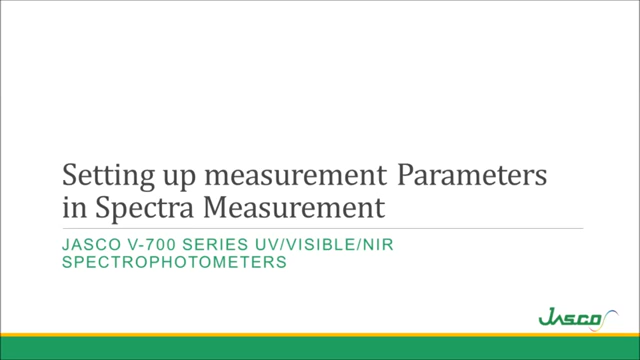 Setting up measurement Parameters
in Spectra Measurement
JASCO V-700 SERIES UV/VISIBLE/NIR
SPECTROPHOTOMETERS
JASCO